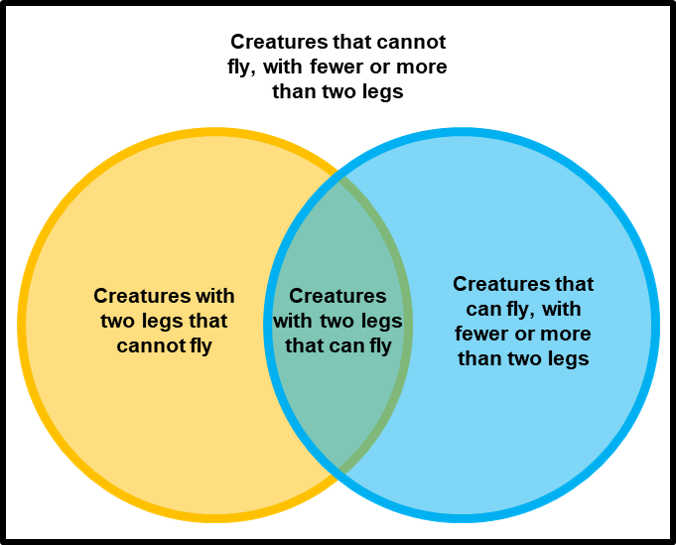 Creatures that cannot
fly, with fewer or more
than two legs
Creatures with
two legs that
cannot fly
Creatures
with two legs
that can fly
Creatures that
can fly, with
fewer or more
than two legs